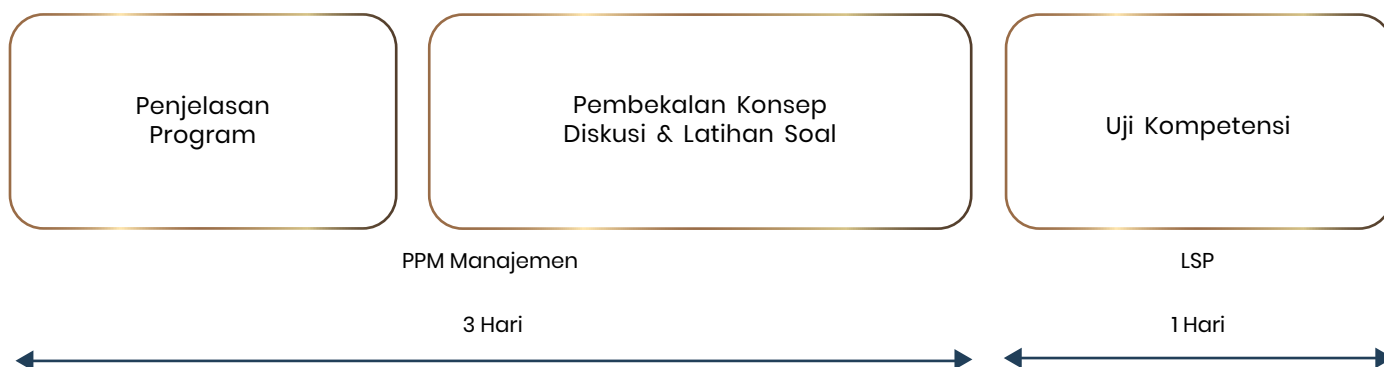 Penjelasan
Program
Pembekalan Konsep
Diskusi & Latihan Soal
Uji Kompetensi
PPM Manajemen
LSP
3 Hari
1 Hari